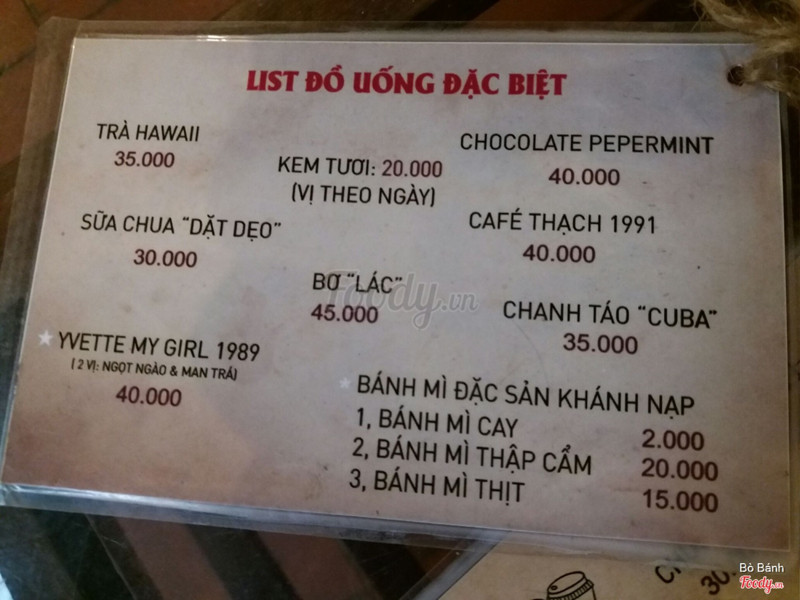 LIST ĐỒ UỐNG ĐẶC BIỆT
TRÀ HAWAII
35.000
KEM TƯƠI: 20.000
(VỊ THEO NGÀY)
CHOCOLATE PEPERMINT
40.000
SỮA CHUA “DẶT DẸO”
30.000
CAFÉ THẠCH 1991
40.000
BƠ “LÁC”
45.000
CHANH TÁO “CUBA”
35.000
YVETTE MY GIRL 1989
( 2 VỊ: NGỌT NGÀO & MAN TRÁ)
40.000
BÁNH MÌ ĐẶC SẢN KHÁNH NẠP
1, BÁNH MÌ CAY 2.000
2, BÁNH MÌ THẬP CẨM 20.000
3, BÁNH MÌ THỊT 15.000
Foody.vn
Bò Bánh
Foody.vn